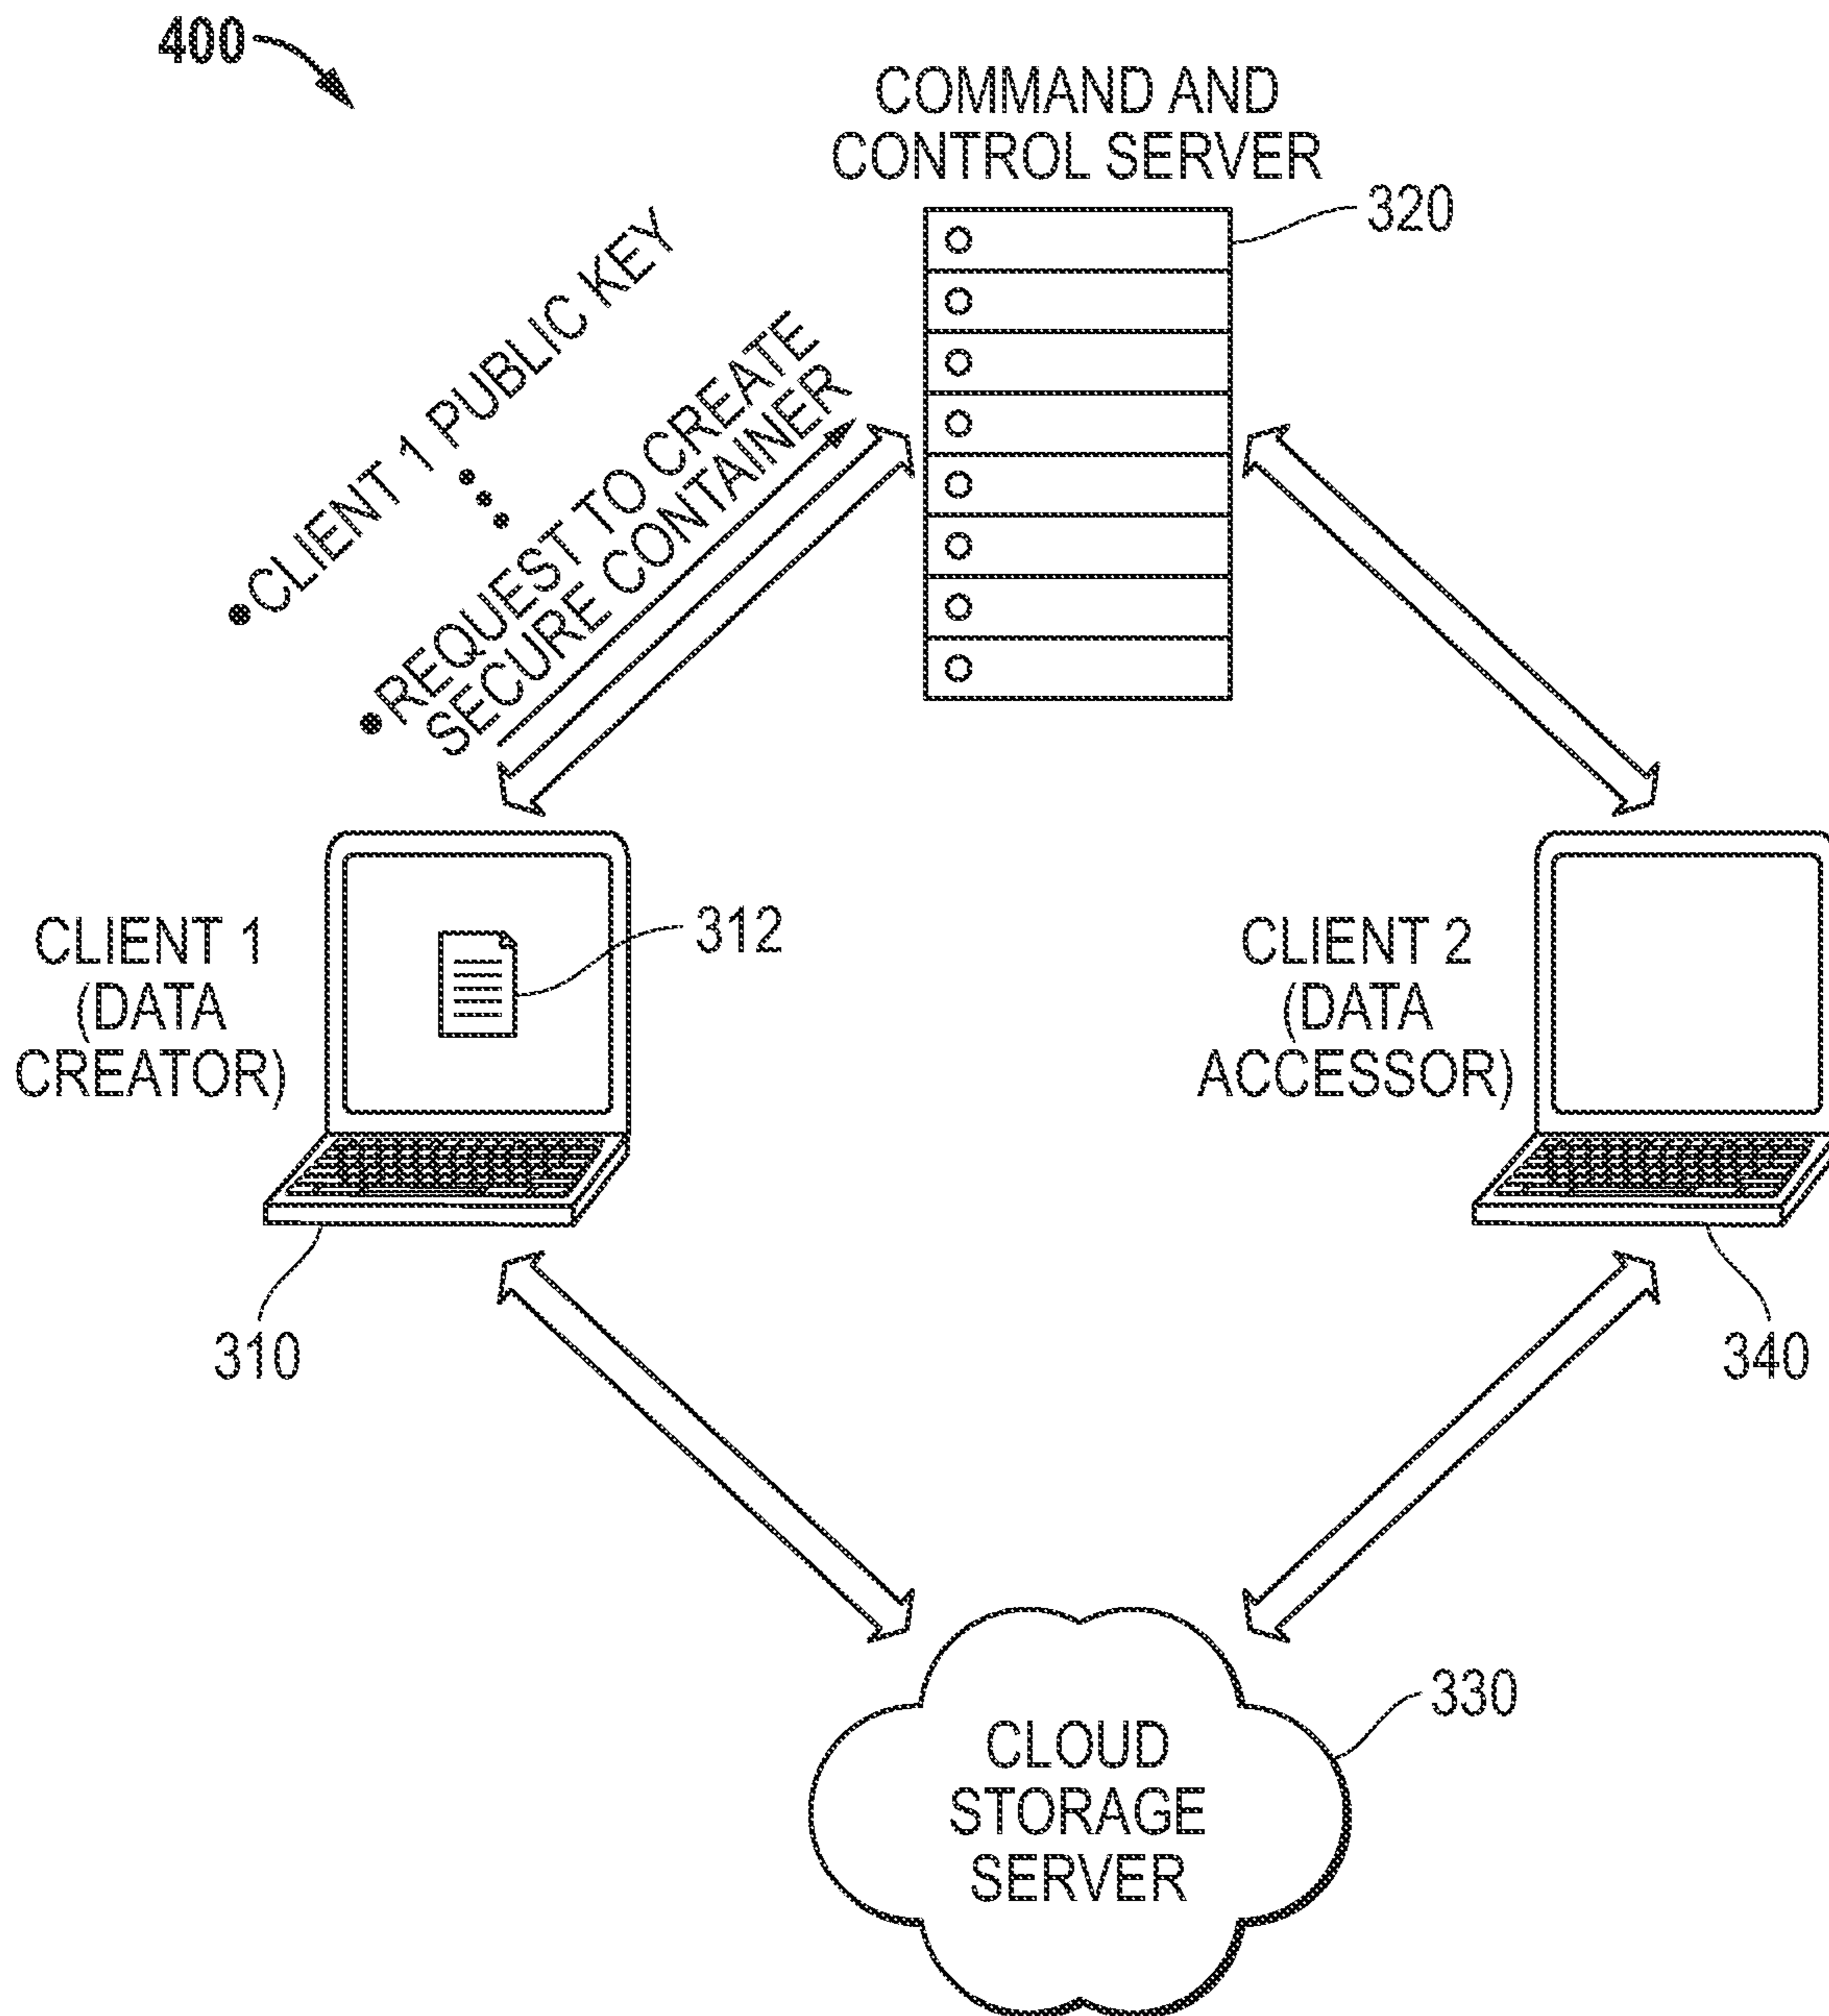 400
COMMAND AND
CONTROL SERVER
320
•CLIENT 1 PUBLIC KEY
•••
•REQUEST TO CREATE
SECURE CONTAINER
CLIENT 1
(DATA
CREATOR)
312
CLIENT 2
(DATA
ACCESSOR)
310
340
330
CLOUD
STORAGE
SERVER